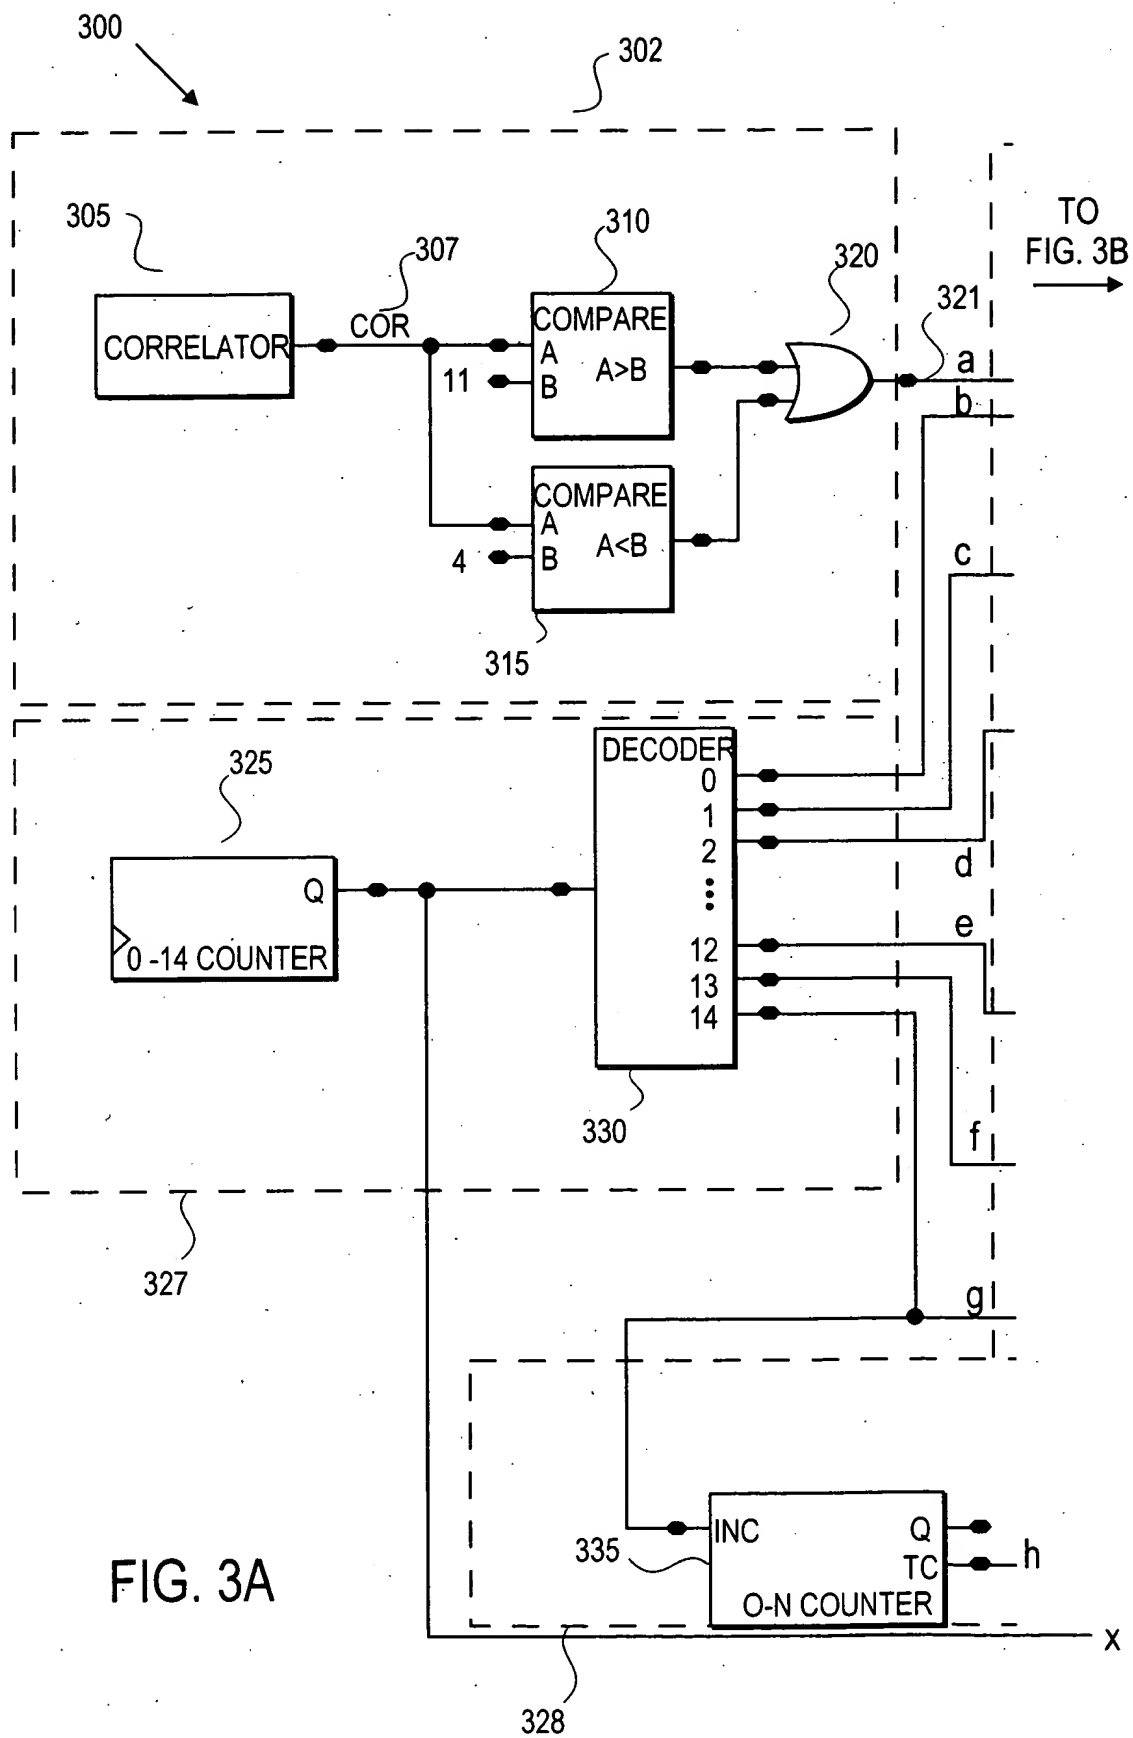 300
302
305
310
TO
FIG. 3B
307
320
321
COR
COMPARE
CORRELATOR
A
A>B
11
B
a
b
COMPARE
A
A<B
4
B
c
315
DECODER
325
0
1
2
d
Q
12
e
0 -14 COUNTER
13
14
330
f
327
g
INC
Q
335
TC
h
O-N COUNTER
FIG. 3A
x
328